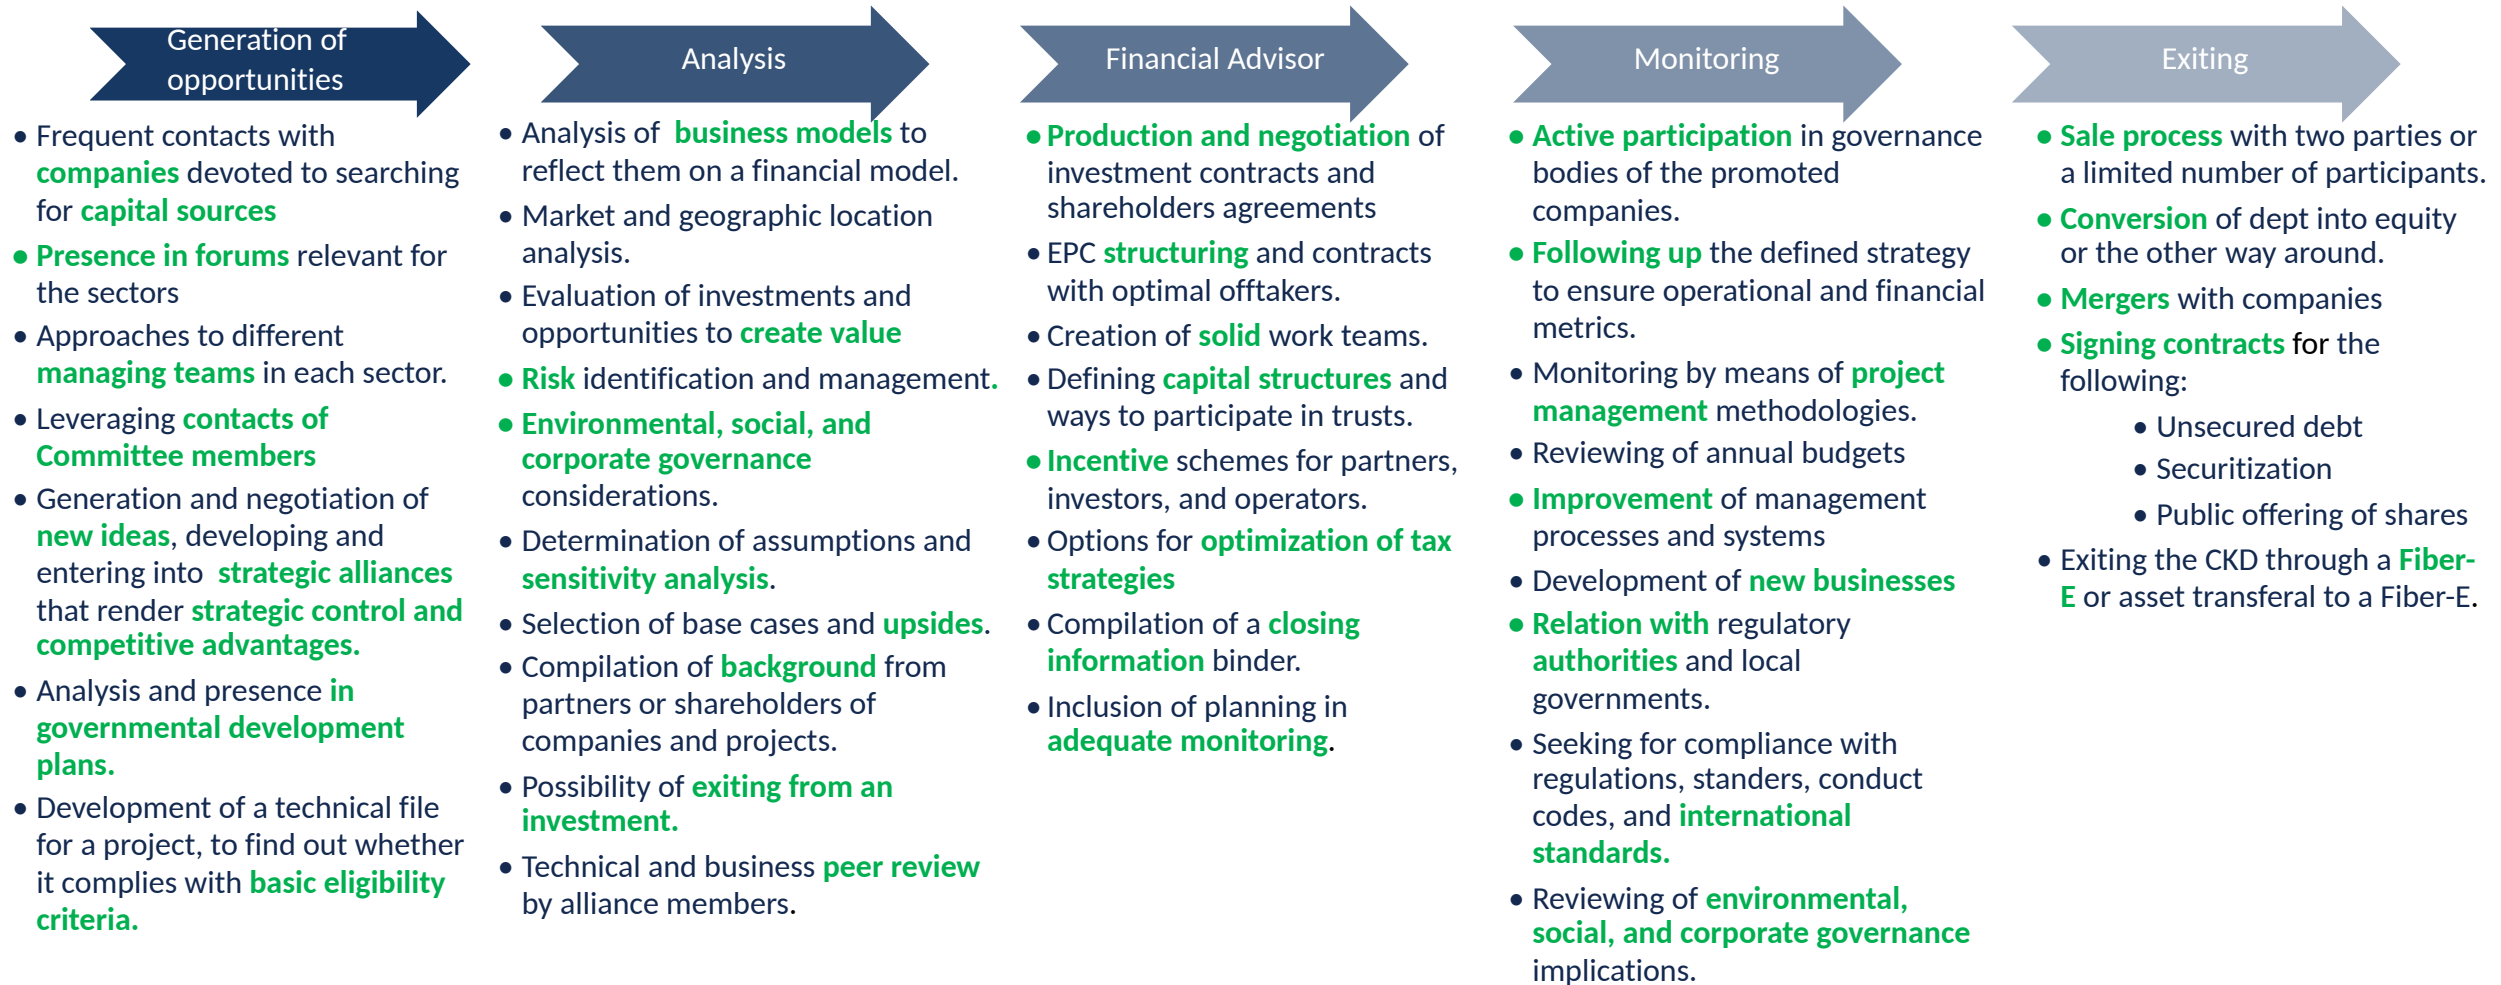 Generation of
opportunities
• Frequent contacts with
companies devoted to searching
for capital sources
• Presence in forums relevant for
the sectors
• Approaches to different
managing teams in each sector.
• Leveraging contacts of
Committee members
• Generation and negotiation of
new ideas, developing and
entering into strategic alliances
that render strategic control and
competitive advantages.
• Analysis and presence in
governmental development
plans.
• Development of a technical file
for a project, to find out whether
it complies with basic eligibility
criteria.
Analysis
• Analysis of business models to
reflect them on a financial model.
• Market and geographic location
analysis.
• Evaluation of investments and
opportunities to create value
• Risk identification and management.
• Environmental, social, and
corporate governance
considerations.
• Determination of assumptions and
sensitivity analysis.
• Selection of base cases and upsides.
• Compilation of background from
partners or shareholders of
companies and projects.
• Possibility of exiting from an
investment.
• Technical and business peer review
by alliance members.
Financial Advisor
• Production and negotiation of
investment contracts and
shareholders agreements
• EPC structuring and contracts
with optimal offtakers.
• Creation of solid work teams.
• Defining capital structures and
ways to participate in trusts.
• Incentive schemes for partners,
investors, and operators.
• Options for optimization of tax
strategies
• Compilation of a closing
information binder.
• Inclusion of planning in
adequate monitoring.
Monitoring
• Active participation in governance
bodies of the promoted
companies.
• Following up the defined strategy
to ensure operational and financial
metrics.
• Monitoring by means of project
management methodologies.
• Reviewing of annual budgets
• Improvement of management
processes and systems
• Development of new businesses
• Relation with regulatory
authorities and local
governments.
• Seeking for compliance with
regulations, standers, conduct
codes, and international
standards.
• Reviewing of environmental,
social, and corporate governance
implications.
Exiting
• Sale process with two parties or
a limited number of participants.
• Conversion of dept into equity
or the other way around.
• Mergers with companies
• Signing contracts for the
following:
• Unsecured debt
• Securitization
• Public offering of shares
• Exiting the CKD through a Fiber-
E or asset transferal to a Fiber-E.